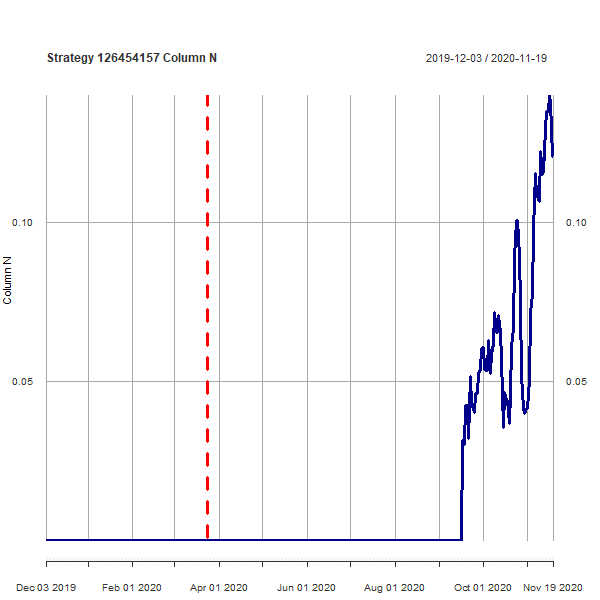 Strategy 126454157 Column N
2019-12-03 / 2020-11-19
Column N
0.10
0.10
0.05
0.05
Dec 03 2019
Feb 01 2020
Apr 01 2020
Jun 01 2020
Aug 01 2020
Oct 01 2020
Nov 19 2020